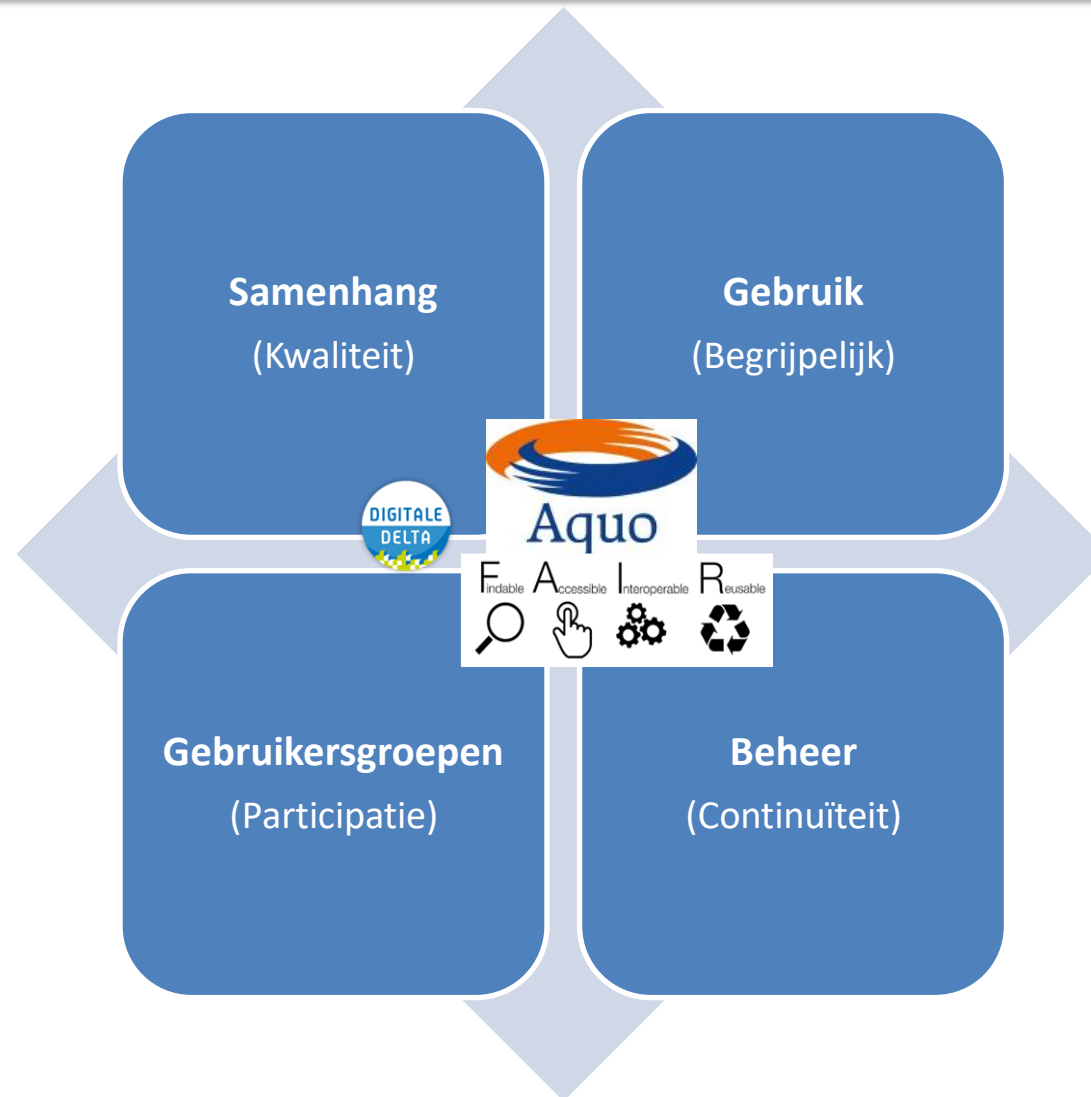 Samenhang
(Kwaliteit)
Gebruik
(Begrijpelijk)
Aquo
DIGITALE
DELTA
Findable Accessible Interoperable Reusable
Gebruikersgroepen
(Participatie)
Beheer
(Continuïteit)